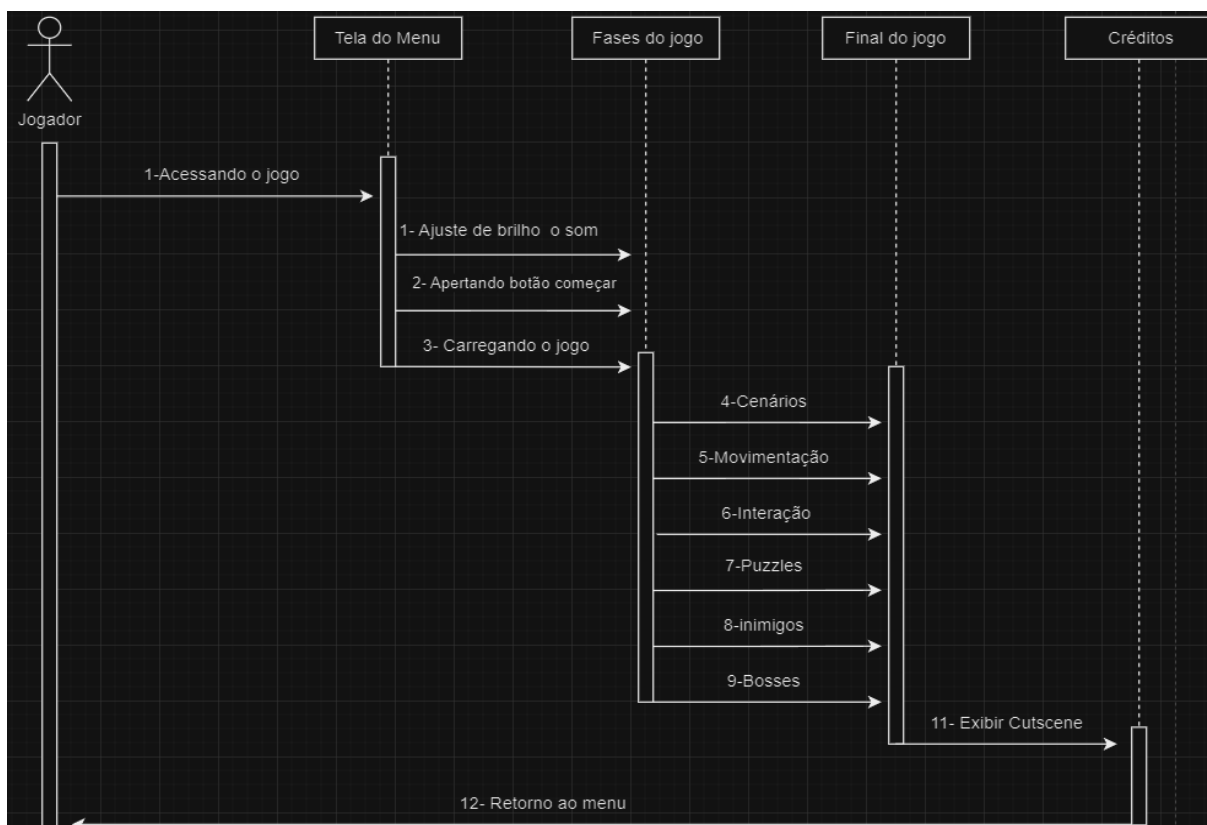 Tela do Menu
Fases do jogo
Final do jogo
Créditos
Jogador
1-Acessando o jogo
1- Ajuste de brilho  o som
2- Apertando botão começar
3- Carregando o jogo
4-Cenários
5-Movimentação
6-Interação
7-Puzzles
8-inimigos
9-Bosses
11- Exibir Cutscene
12- Retorno ao menu